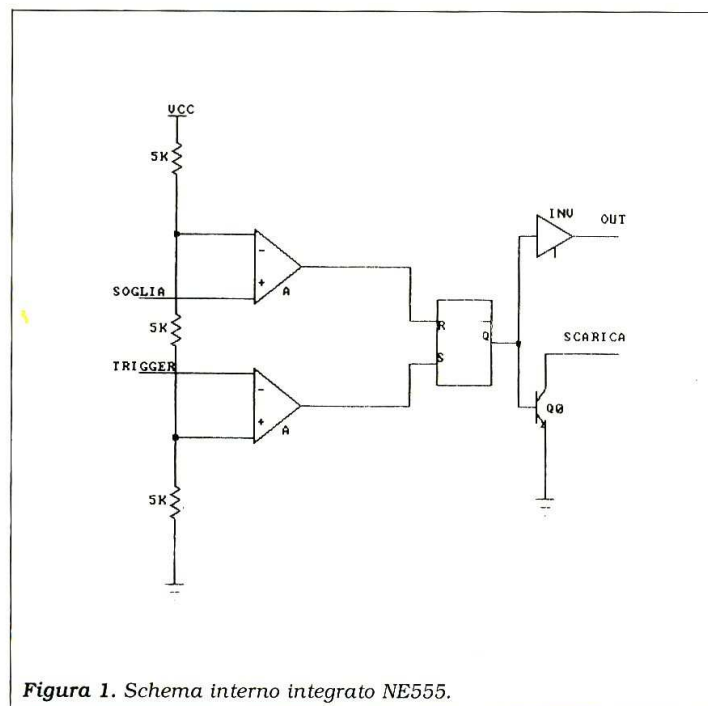 VCC
5K
INV
OUT
SOGLIA
- 
+
A
5K
R
Q
SCARICA
TRIGGER
S
-
+
A
Q0
5K
Figura 1. Schema interno integrato NE555.